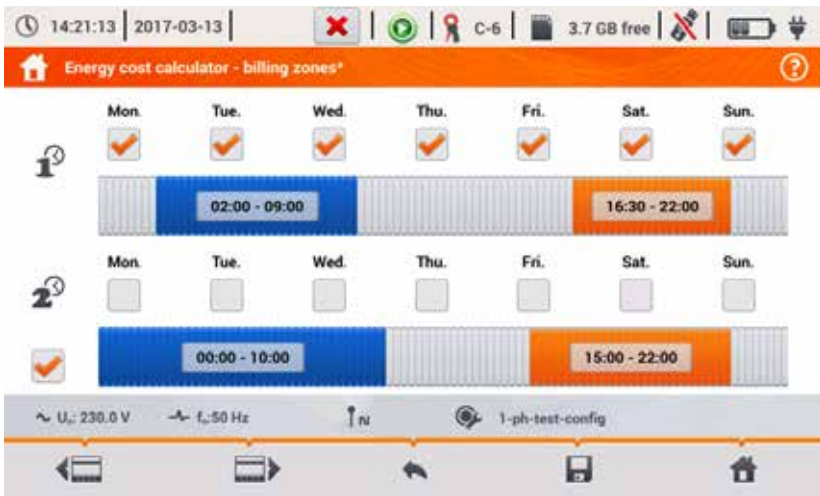 14:21:13 2017-03-13 C-6 3.7 GB free
Energy cost calculator - billing zones* ?
Mon. Tue. Wed. Thu. Fri. Sat. Sun.
1
02:00 - 09:00 16:30 - 22:00
Mon. Tue. Wed. Thu. Fri. Sat. Sun.
2
00:00 - 10:00 15:00 - 22:00
Uₙ: 230.0 V fₙ:50 Hz N 1-ph-test-config